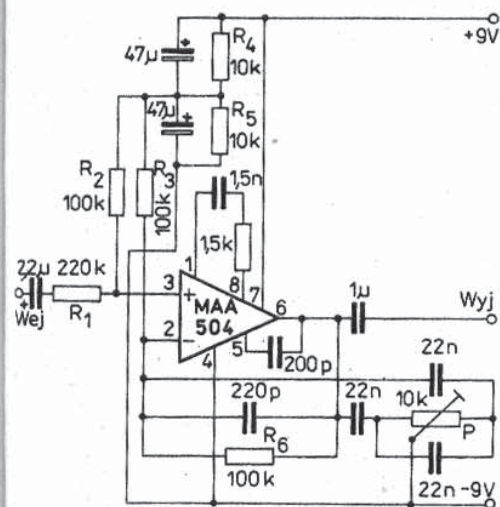 +9V
47µ
+
R4
10k
47µ
+
R5
10k
R2
100k
R3
100k
1,5n
1,5k
22µ
220k
+
Wej
R1
1
3
+
MAA
504
8
7
6
2
-
4
5
200p
1µ
Wyj
22n
220p
22n
10k
P
R6
100k
22n
-9V